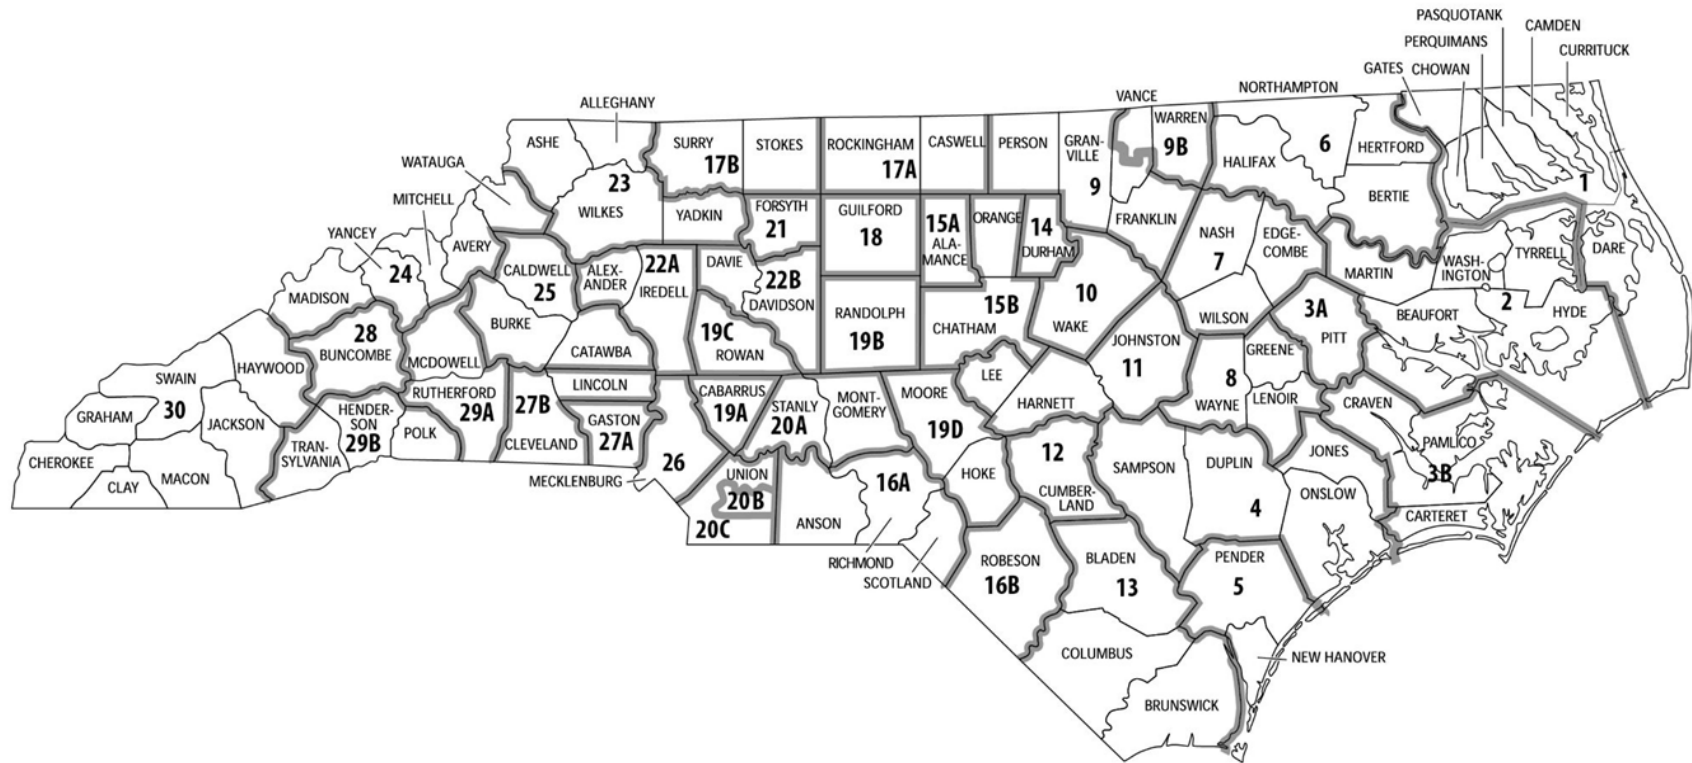 PASQUOTANK
CAMDEN
PERQUIMANS
CURRITUCK
GATES
CHOWAN
NORTHAMPTON
VANCE
ALLEGHANY
WARREN
9B
ASHE
SURRY
17B
STOKES
ROCKINGHAM
17A
CASWELL
PERSON
GRAN-
VILLE
9
HALIFAX
6
HERTFORD
WATAUGA
23
WILKES
MITCHELL
YADKIN
FORSYTH
21
GUILFORD
18
15A
ALA-
MANCE
ORANGE
14
DURHAM
FRANKLIN
BERTIE
1
YANCEY
AVERY
24
NASH
7
EDGE-
COMBE
MARTIN
WASH-
INGTON
TYRRELL
DARE
CALDWELL
25
ALEX-
ANDER
22A
IREDELL
DAVIE
22B
DAVIDSON
MADISON
BURKE
28
BUNCOMBE
10
WAKE
15B
CHATHAM
RANDOLPH
19B
19C
ROWAN
CATAWBA
WILSON
3A
PITT
BEAUFORT
2
HYDE
JOHNSTON
11
GREENE
MCDOWELL
HAYWOOD
SWAIN
30
GRAHAM
JACKSON
RUTHERFORD
29A
27B
CLEVELAND
LINCOLN
GASTON
27A
CABARRUS
19A
STANLY
20A
MONT-
GOMERY
MOORE
19D
LEE
HARNETT
8
WAYNE
LENOIR
CRAVEN
HENDER-
SON
29B
POLK
TRAN-
SYLVANIA
CHEROKEE
CLAY
MACON
26
MECKLENBURG
UNION
20B
20C
ANSON
16A
RICHMOND
SCOTLAND
HOKE
12
CUMBER-
LAND
SAMPSON
DUPLIN
4
JONES
ONSLOW
PAMLICO
3B
CARTERET
ROBESON
16B
BLADEN
13
PENDER
5
COLUMBUS
NEW HANOVER
BRUNSWICK